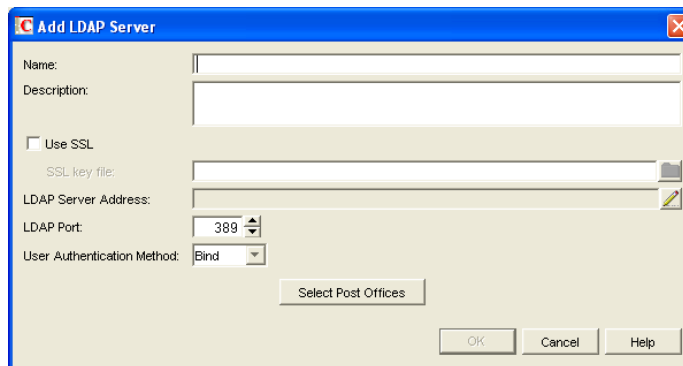 C Add LDAP Server
Name:
Description:
Use SSL
SSL key file:
LDAP Server Address:
LDAP Port: 389
User Authentication Method: Bind
Select Post Offices
OK Cancel Help